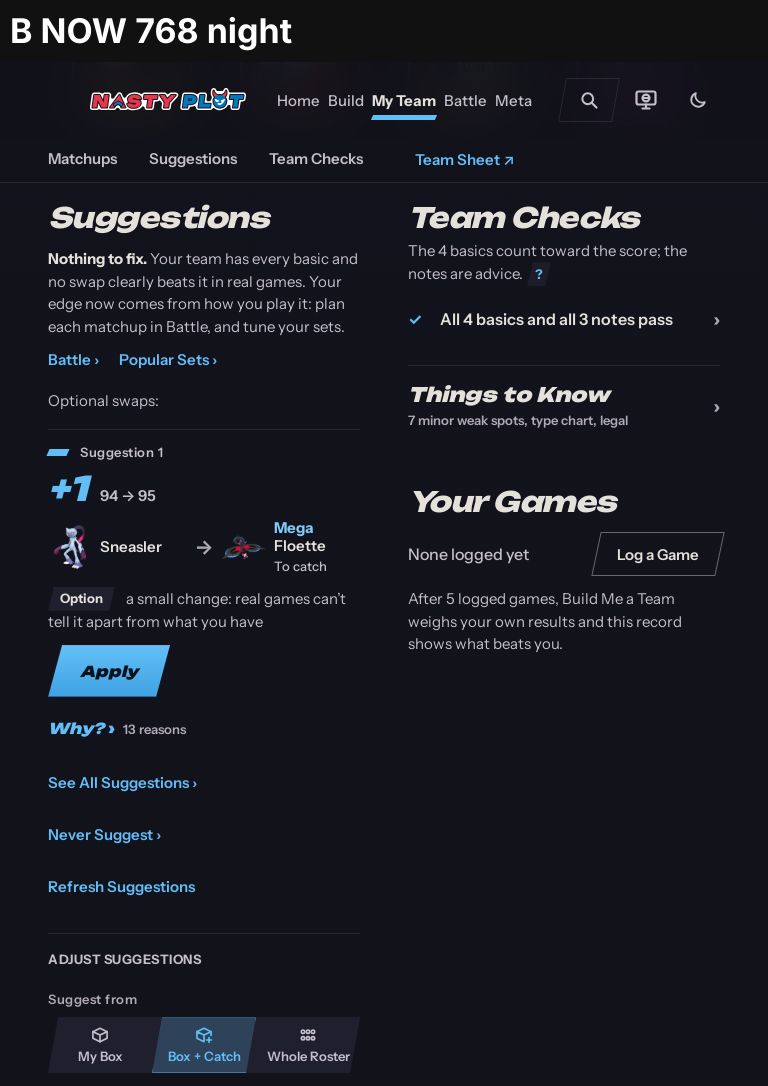 B NOW 768 night
NASTY PLOT
Home Build My Team Battle Meta
Matchups Suggestions Team Checks Team Sheet ↗
Suggestions
Nothing to fix. Your team has every basic and
no swap clearly beats it in real games. Your
edge now comes from how you play it: plan
each matchup in Battle, and tune your sets.
Battle › Popular Sets ›
Optional swaps:
Suggestion 1
+1 94 → 95
Sneasler → Mega
Floette
To catch
Option a small change: real games can't
tell it apart from what you have
Apply
Why? › 13 reasons
See All Suggestions ›
Never Suggest ›
Refresh Suggestions
ADJUST SUGGESTIONS
Suggest from
My Box Box + Catch Whole Roster
Team Checks
The 4 basics count toward the score; the
notes are advice. ?
All 4 basics and all 3 notes pass ›
Things to Know ›
7 minor weak spots, type chart, legal
Your Games
None logged yet Log a Game
After 5 logged games, Build Me a Team
weighs your own results and this record
shows what beats you.